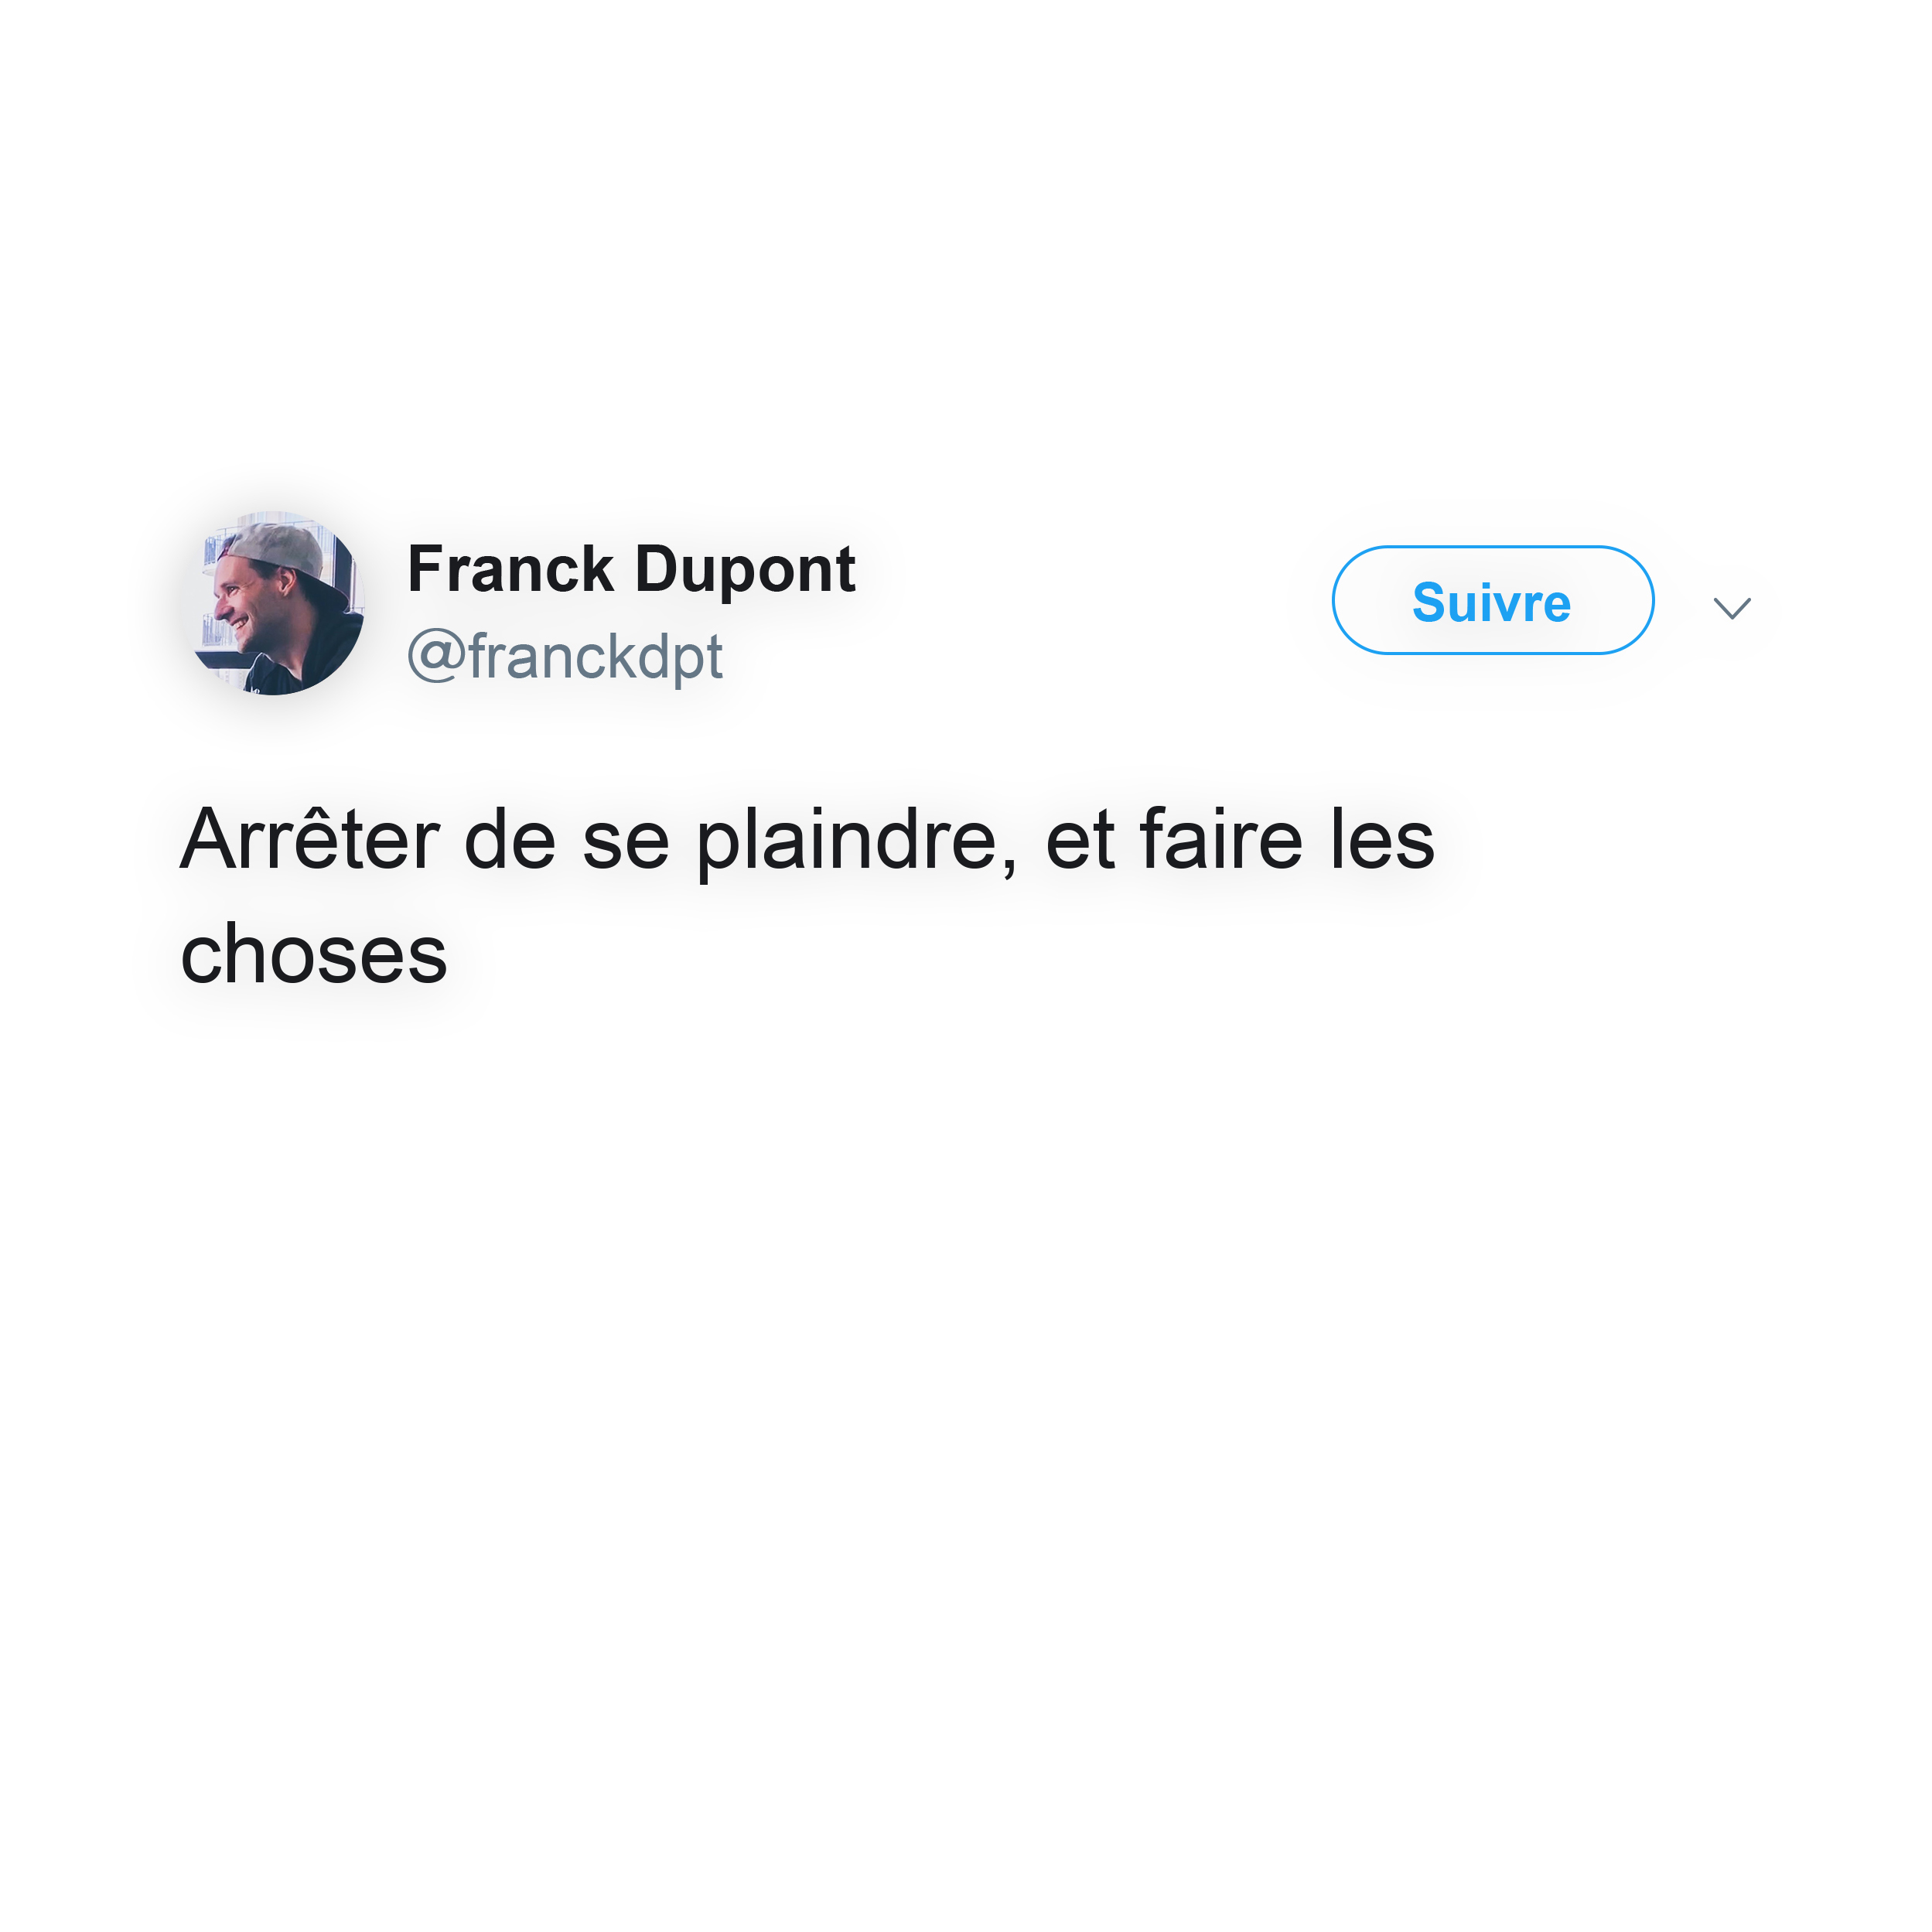 Franck Dupont
@franckdpt
Suivre
Arrêter de se plaindre, et faire les
choses